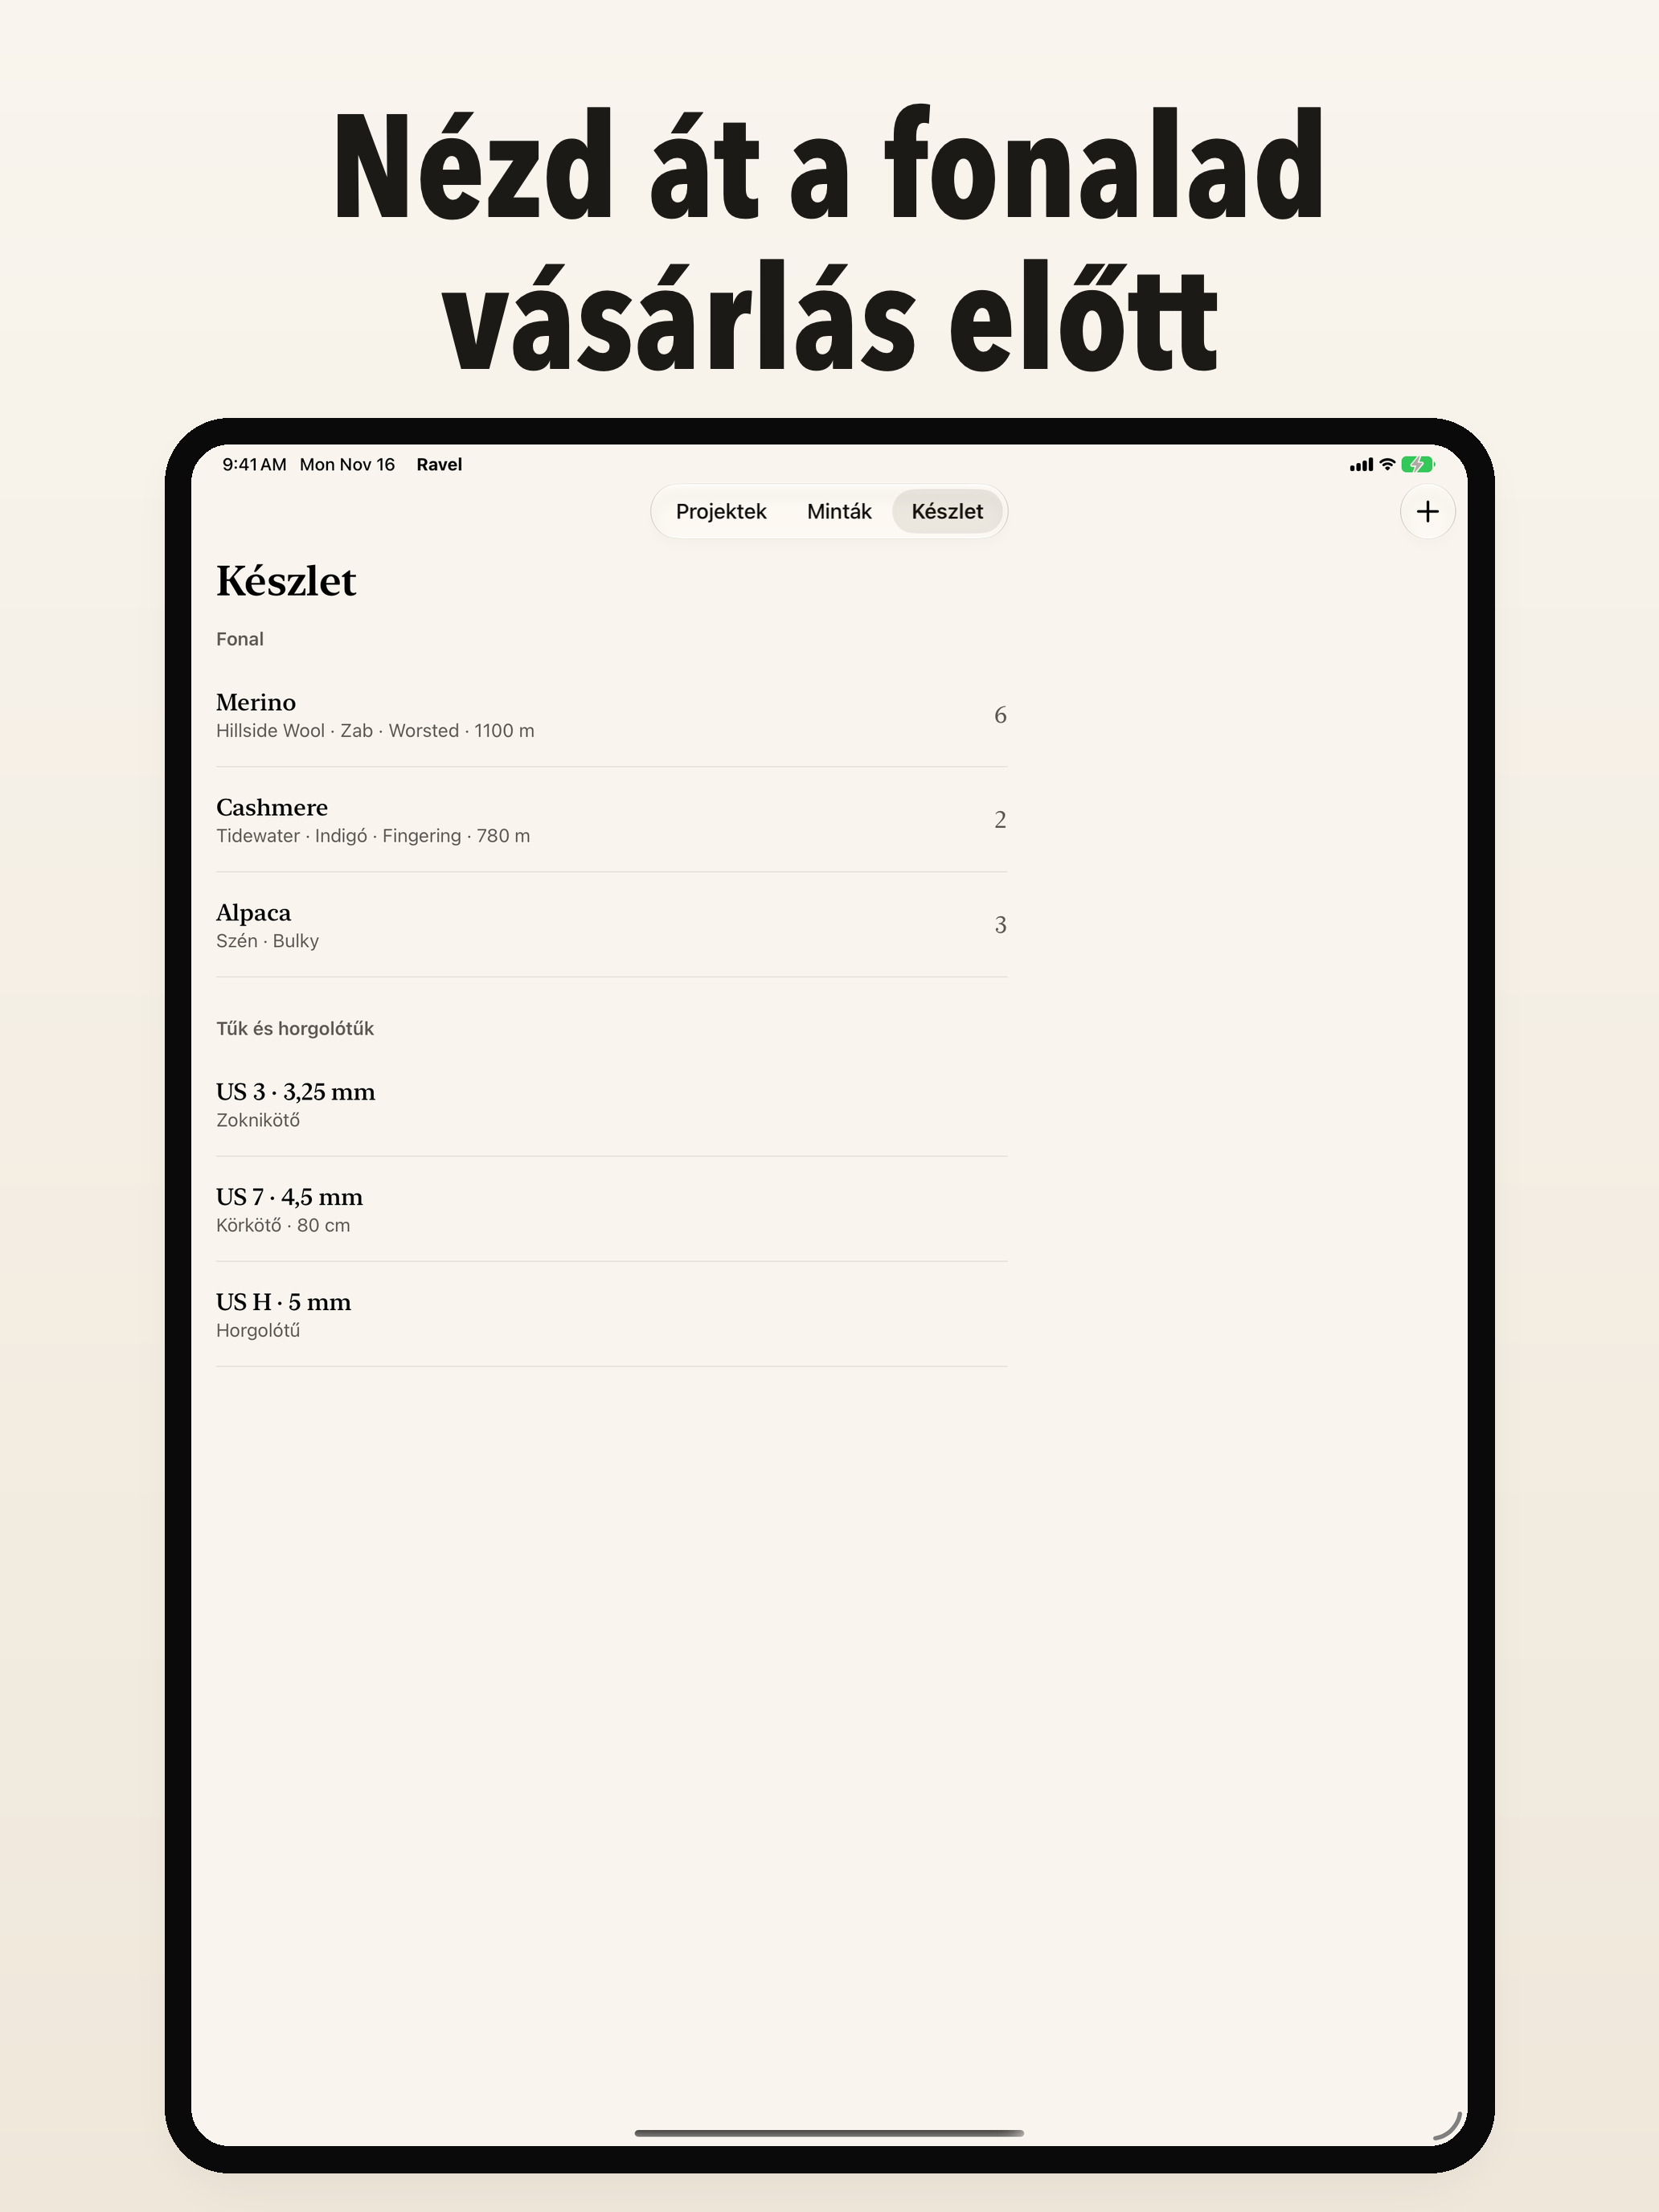 Nézd át a fonalad
vásárlás előtt
9:41 AM Mon Nov 16 Ravel
Projektek Minták Készlet
Készlet
Fonal
Merino
Hillside Wool · Zab · Worsted · 1100 m
6
Cashmere
Tidewater · Indigó · Fingering · 780 m
2
Alpaca
Szén · Bulky
3
Tűk és horgolótűk
US 3 · 3,25 mm
Zoknikötő
US 7 · 4,5 mm
Körkötő · 80 cm
US H · 5 mm
Horgolótű